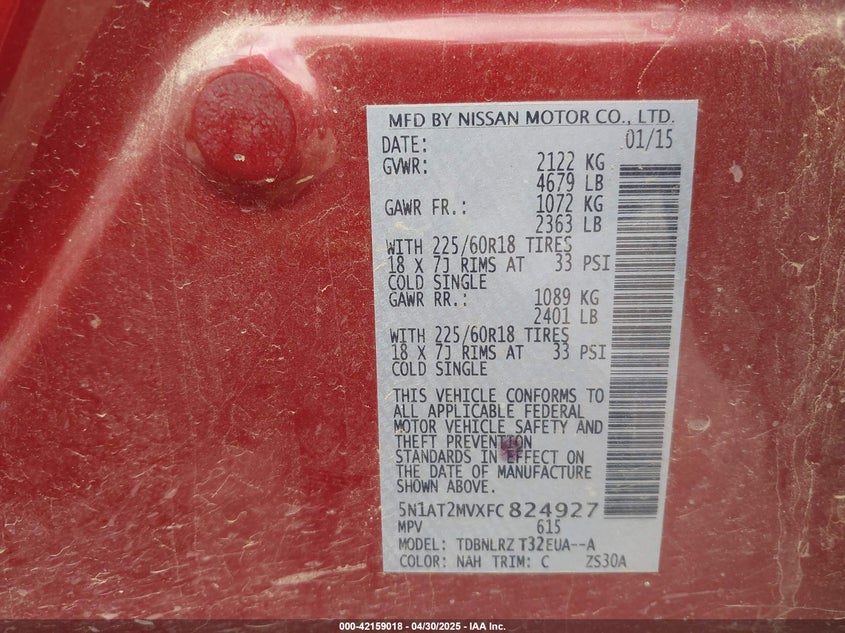 MFD BY NISSAN MOTOR CO., LTD.
DATE: 01/15
GVWR: 2122 KG
4679 LB
GAWR FR.: 1072 KG
2363 LB
WITH 225/60R18 TIRES
18 X 7J RIMS AT 33 PSI
COLD SINGLE
GAWR RR.: 1089 KG
2401 LB
WITH 225/60R18 TIRES
18 X 7J RIMS AT 33 PSI
COLD SINGLE
THIS VEHICLE CONFORMS TO
ALL APPLICABLE FEDERAL
MOTOR VEHICLE SAFETY AND
THEFT PREVENTION
STANDARDS IN EFFECT ON
THE DATE OF MANUFACTURE
SHOWN ABOVE.
5N1AT2MVXFC824927
MPV 615
MODEL: TDBNLRZ T32EUA--A
COLOR: NAH TRIM: C ZS30A
000-42159018 - 04/30/2025 - IAA Inc.